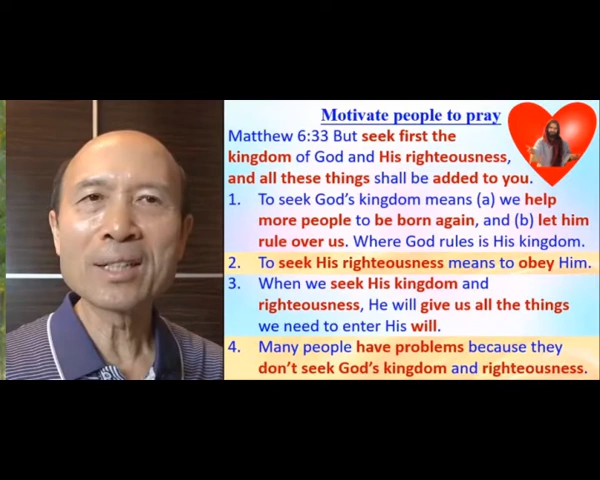 Motivate people to pray
Matthew 6:33 But seek first the
kingdom of God and His righteousness,
and all these things shall be added to you.
1. To seek God's kingdom means (a) we help
more people to be born again, and (b) let him
rule over us. Where God rules is His kingdom.
2. To seek His righteousness means to obey Him.
3. When we seek His kingdom and
righteousness, He will give us all the things
we need to enter His will.
4. Many people have problems because they
don't seek God's kingdom and righteousness.